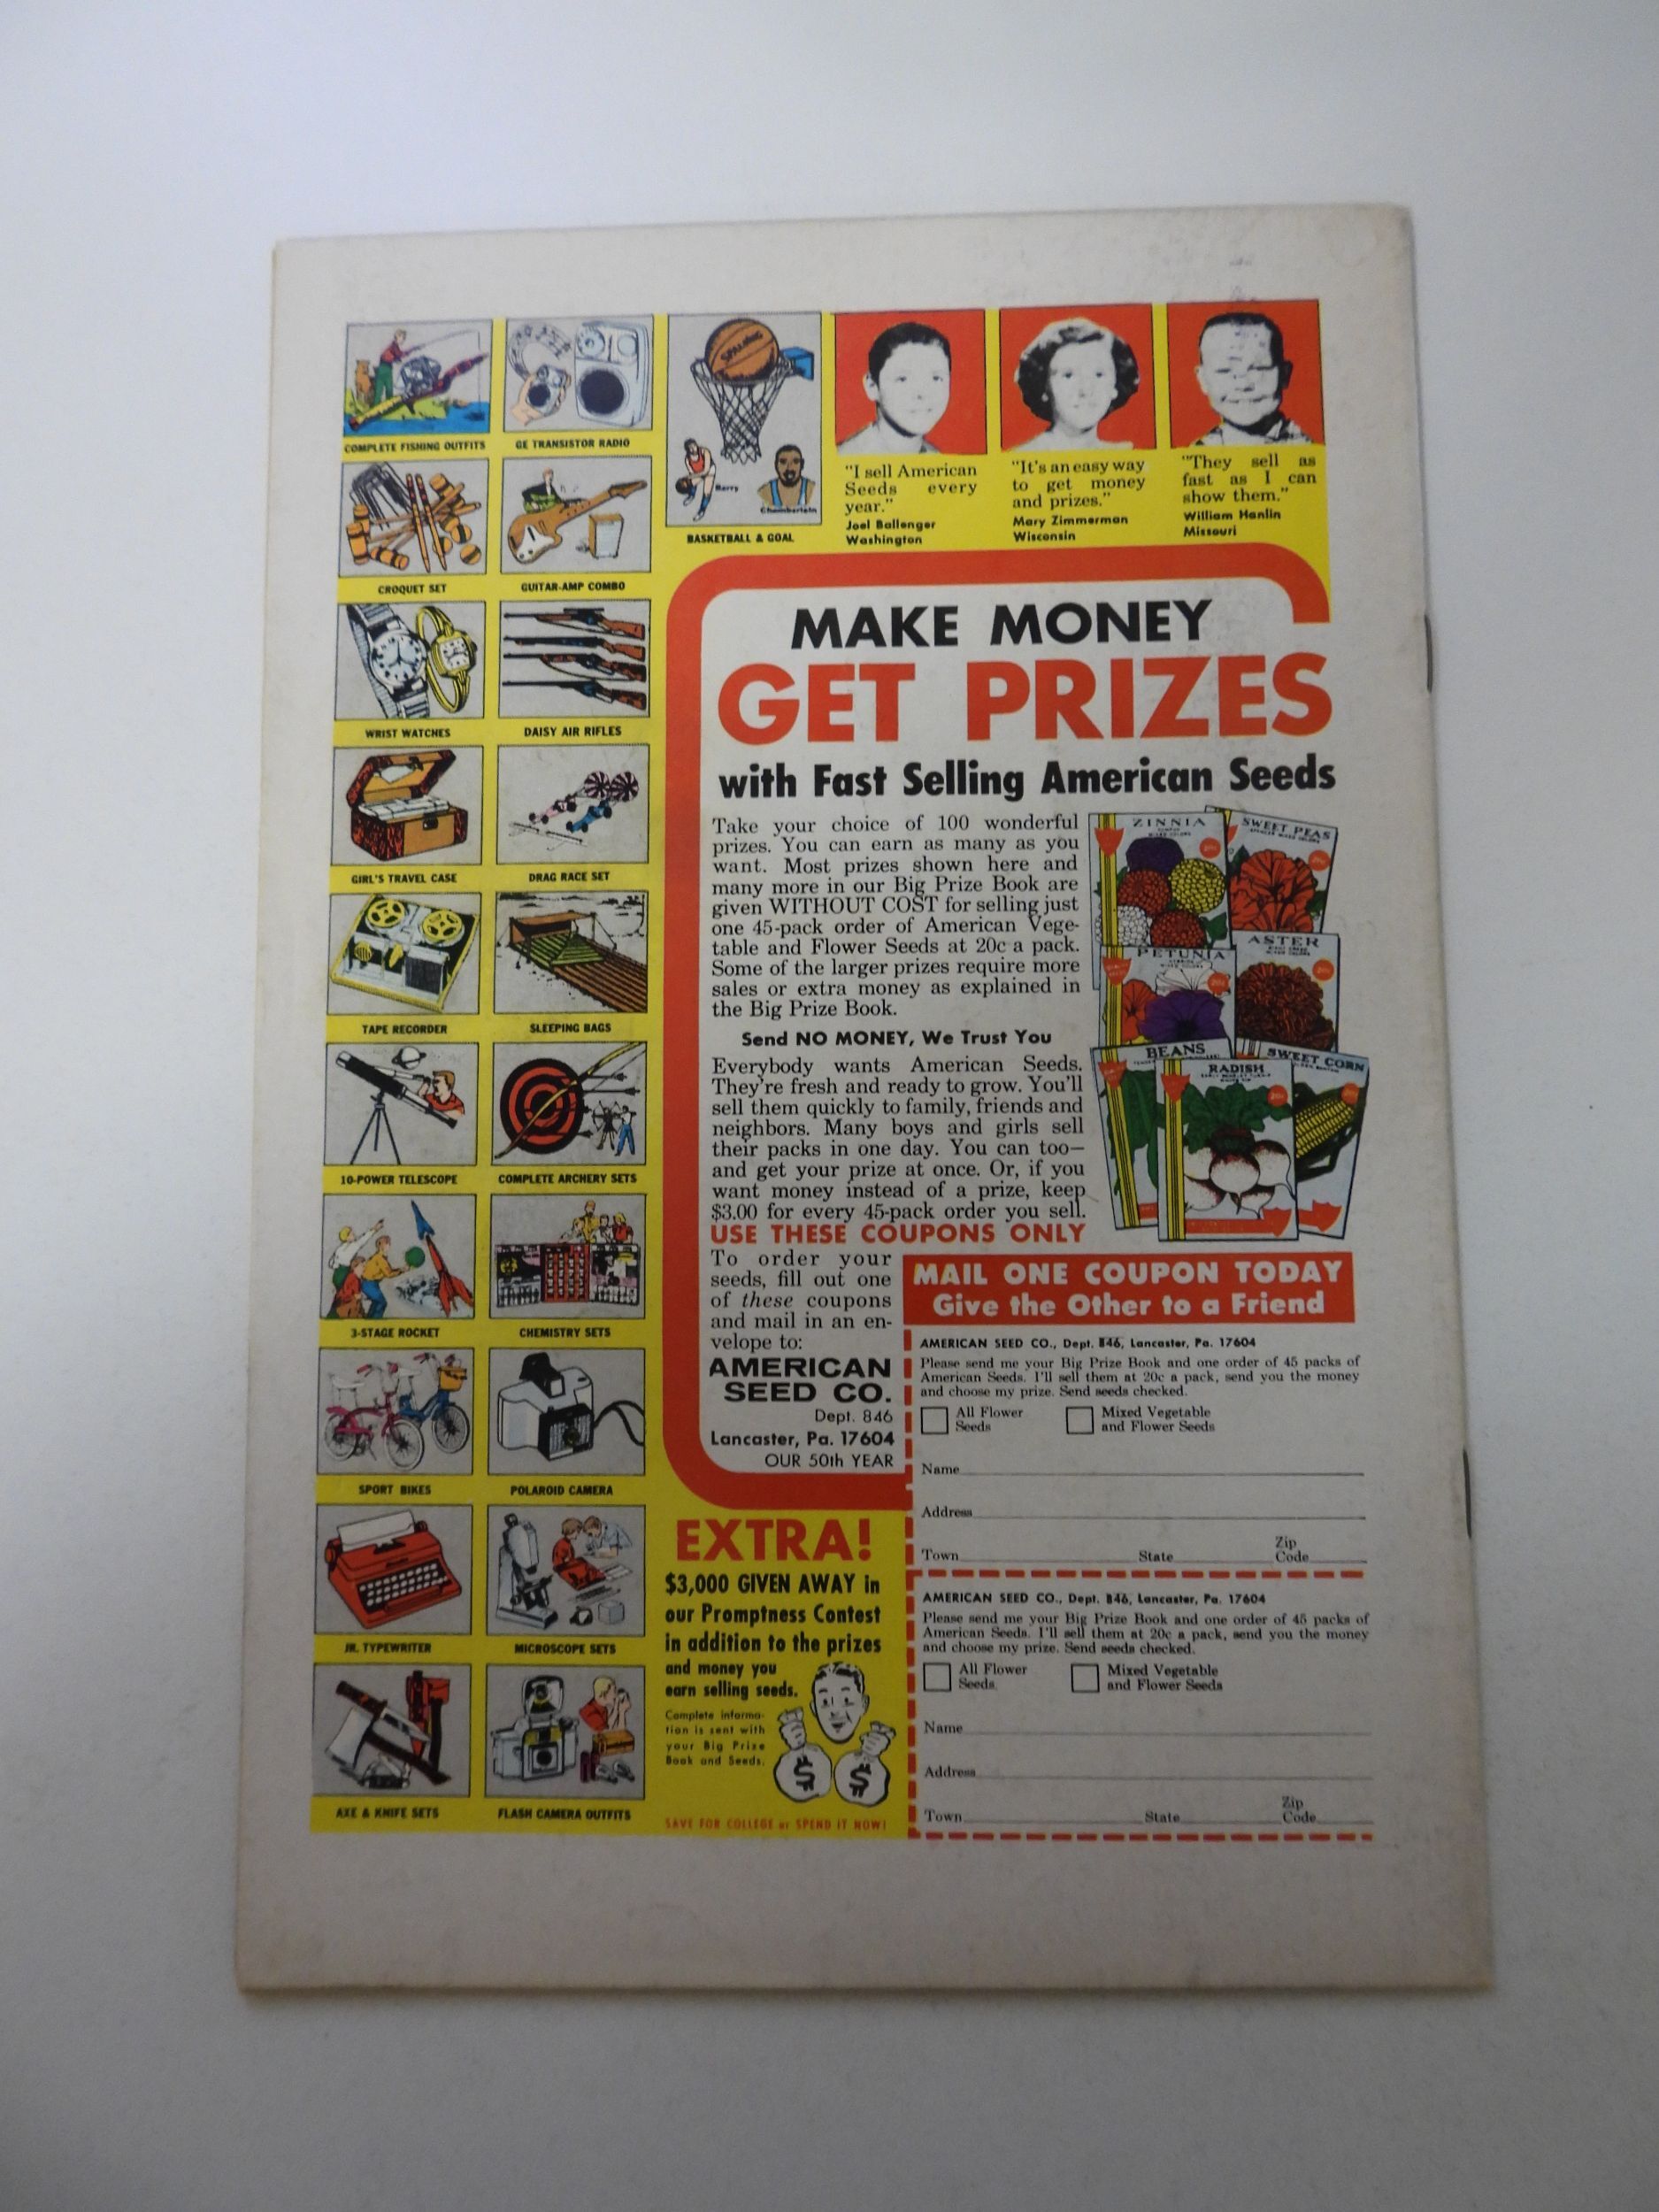 COMPLETE FISHING OUTFITS
GE TRANSISTOR RADIO
SPALDING
Barry
Chamberlain
BASKETBALL & GOAL
CROQUET SET
GUITAR-AMP COMBO
WRIST WATCHES
DAISY AIR RIFLES
GIRL'S TRAVEL CASE
DRAG RACE SET
TAPE RECORDER
SLEEPING BAGS
10-POWER TELESCOPE
COMPLETE ARCHERY SETS
3-STAGE ROCKET
CHEMISTRY SETS
SPORT BIKES
POLAROID CAMERA
JR. TYPEWRITER
MICROSCOPE SETS
AXE & KNIFE SETS
FLASH CAMERA OUTFITS
"I sell American
Seeds every
year."
Joel Ballenger
Washington
"It's an easy way
to get money
and prizes."
Mary Zimmerman
Wisconsin
"They sell as
fast as I can
show them."
William Hanlin
Missouri
MAKE MONEY
GET PRIZES
with Fast Selling American Seeds
Take your choice of 100 wonderful
prizes. You can earn as many as you
want. Most prizes shown here and
many more in our Big Prize Book are
given WITHOUT COST for selling just
one 45-pack order of American Vege-
table and Flower Seeds at 20c a pack.
Some of the larger prizes require more
sales or extra money as explained in
the Big Prize Book.
Send NO MONEY, We Trust You
Everybody wants American Seeds.
They're fresh and ready to grow. You'll
sell them quickly to family, friends and
neighbors. Many boys and girls sell
their packs in one day. You can too—
and get your prize at once. Or, if you
want money instead of a prize, keep
$3.00 for every 45-pack order you sell.
USE THESE COUPONS ONLY
To order your
seeds, fill out one
of these coupons
and mail in an en-
velope to:
AMERICAN
SEED CO.
Dept. 846
Lancaster, Pa. 17604
OUR 50th YEAR
ZINNIA
SWEET PEAS
PETUNIA
ASTER
BEANS
RADISH
SWEET CORN
MAIL ONE COUPON TODAY
Give the Other to a Friend
AMERICAN SEED CO., Dept. 846, Lancaster, Pa. 17604
Please send me your Big Prize Book and one order of 45 packs of
American Seeds. I'll sell them at 20c a pack, send you the money
and choose my prize. Send seeds checked.
All Flower
Seeds
Mixed Vegetable
and Flower Seeds
Name
Address
Town State Zip Code
AMERICAN SEED CO., Dept. 846, Lancaster, Pa. 17604
Please send me your Big Prize Book and one order of 45 packs of
American Seeds. I'll sell them at 20c a pack, send you the money
and choose my prize. Send seeds checked.
All Flower
Seeds
Mixed Vegetable
and Flower Seeds
Name
Address
Town State Zip Code
EXTRA!
$3,000 GIVEN AWAY in
our Promptness Contest
in addition to the prizes
and money you
earn selling seeds.
Complete informa-
tion is sent with
your Big Prize
Book and Seeds.
$ $
SAVE FOR COLLEGE or SPEND IT NOW!